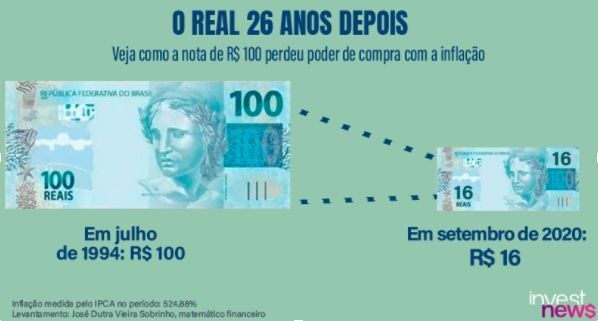 O REAL 26 ANOS DEPOIS
Veja como a nota de R$ 100 perdeu poder de compra com a inflação
REPÚBLICA FEDERATIVA DO BRASIL
100
100
REAIS
16
16
REAIS
Em julho
de 1994: R$ 100
Em setembro de 2020:
R$ 16
Inflação medida pelo IPCA no período: 524,88%
Levantamento: José Dutra Vieira Sobrinho, matemático financeiro
invest
news